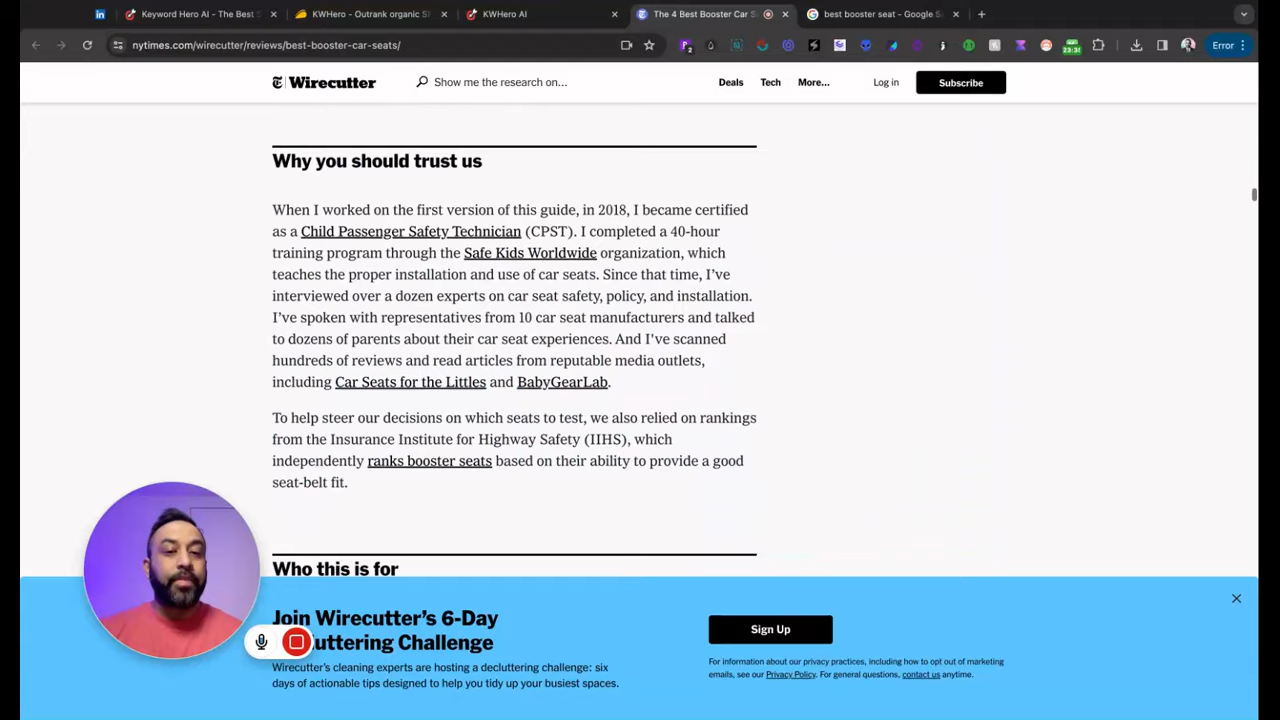 Keyword Hero AI - The Best S
KWHero - Outrank organic SE
KWHero AI
The 4 Best Booster Car S
best booster seat - Google Se
nytimes.com/wirecutter/reviews/best-booster-car-seats/
2
23:31
Error
Wirecutter
Show me the research on...
Deals
Tech
More...
Log in
Subscribe
Why you should trust us
When I worked on the first version of this guide, in 2018, I became certified
as a Child Passenger Safety Technician (CPST). I completed a 40-hour
training program through the Safe Kids Worldwide organization, which
teaches the proper installation and use of car seats. Since that time, I’ve
interviewed over a dozen experts on car seat safety, policy, and installation.
I’ve spoken with representatives from 10 car seat manufacturers and talked
to dozens of parents about their car seat experiences. And I've scanned
hundreds of reviews and read articles from reputable media outlets,
including Car Seats for the Littles and BabyGearLab.
To help steer our decisions on which seats to test, we also relied on rankings
from the Insurance Institute for Highway Safety (IIHS), which
independently ranks booster seats based on their ability to provide a good
seat-belt fit.
Who this is for
Join Wirecutter’s 6-Day
uttering Challenge
Wirecutter’s cleaning experts are hosting a decluttering challenge: six
days of actionable tips designed to help you tidy up your busiest spaces.
Sign Up
For information about our privacy practices, including how to opt out of marketing
emails, see our Privacy Policy. For general questions, contact us anytime.